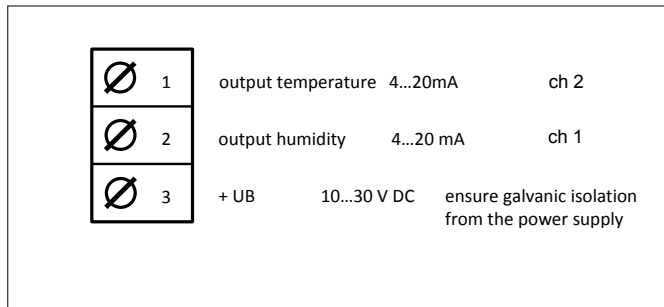 1 output temperature 4...20mA ch 2
2 output humidity 4...20 mA ch 1
3 + UB 10...30 V DC ensure galvanic isolation
from the power supply